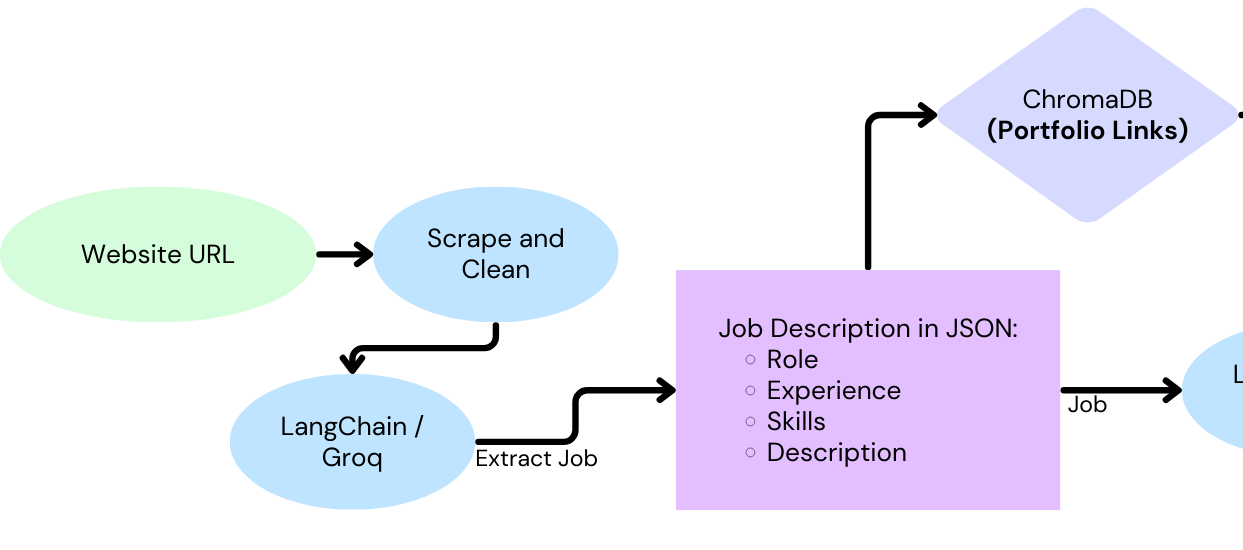 ChromaDB
(Portfolio Links)
Website URL
Scrape and
Clean
LangChain /
Groq
Extract Job
Job Description in JSON:
Role
Experience
Skills
Description
Job
L